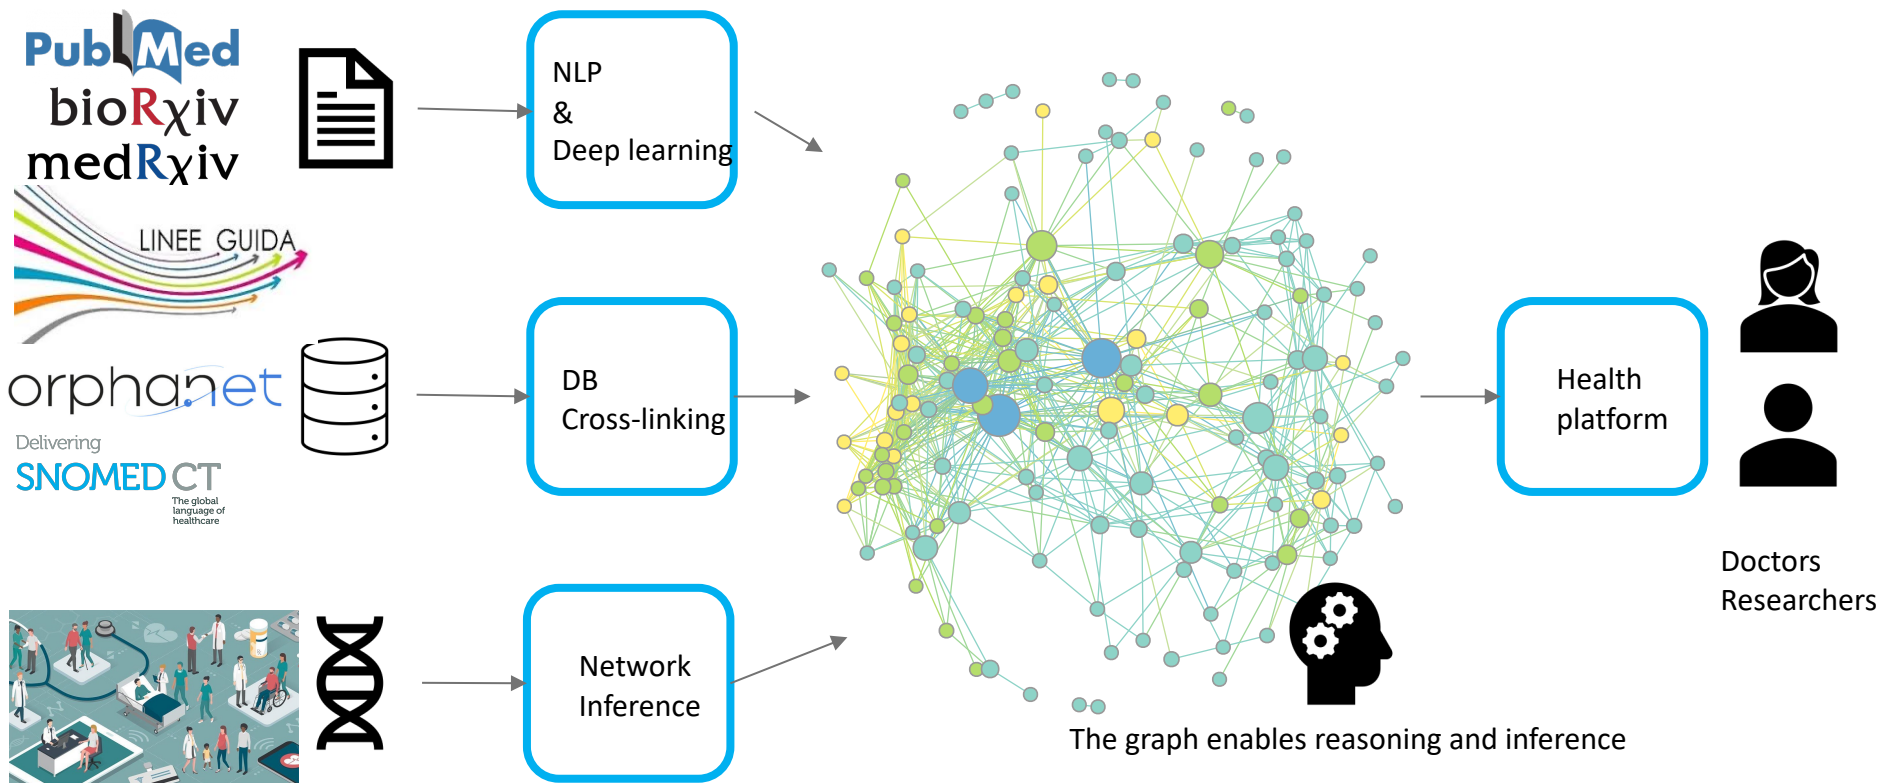 PubMed
bioRχiv
medRχiv
LINEE GUIDA
orphanet
Delivering
SNOMED CT
The global
language of
healthcare
NLP
&
Deep learning
DB
Cross-linking
Network
Inference
The graph enables reasoning and inference
Health
platform
Doctors
Researchers